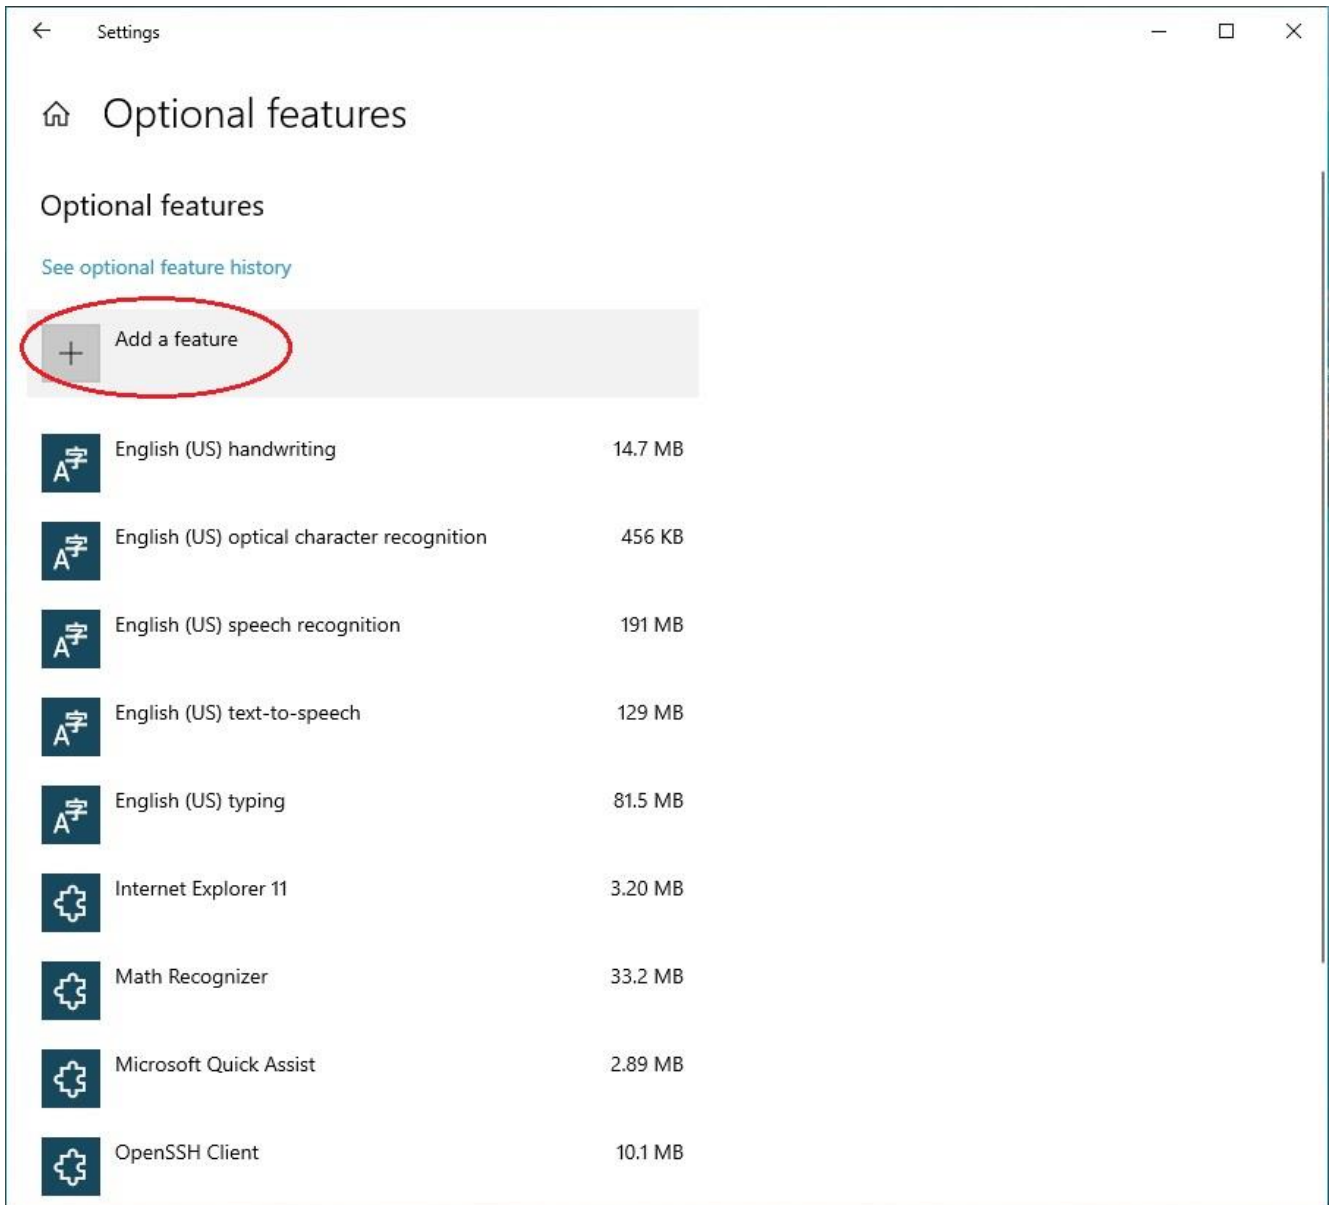 Settings
Optional features
Optional features
See optional feature history
Add a feature
English (US) handwriting 14.7 MB
English (US) optical character recognition 456 KB
English (US) speech recognition 191 MB
English (US) text-to-speech 129 MB
English (US) typing 81.5 MB
Internet Explorer 11 3.20 MB
Math Recognizer 33.2 MB
Microsoft Quick Assist 2.89 MB
OpenSSH Client 10.1 MB